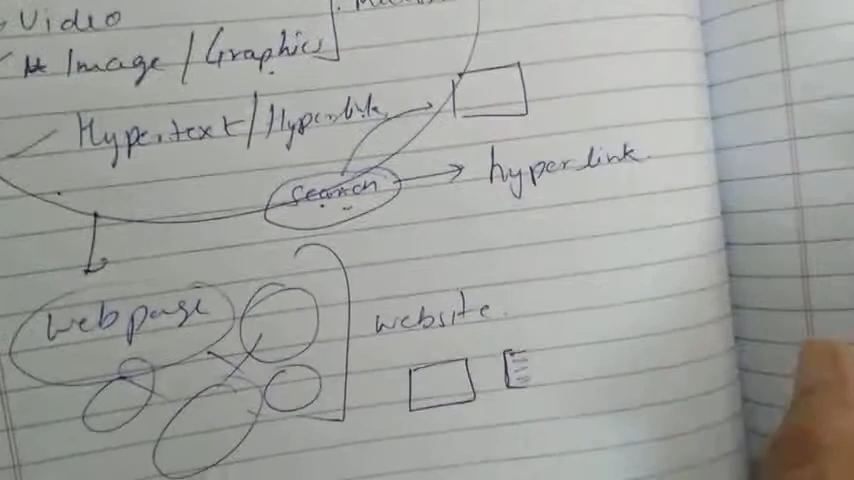 Video
Image / Graphics
Hypertext / Hyperlink
search
hyperlink
webpage
website